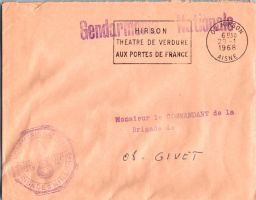 Gendarmerie Nationale
HIRSON
THEATRE DE VERDURE
AUX PORTES DE FRANCE
02 HIRSON
1968
AISNE
Monsieur le COMMANDANT de la
Brigade de
08. GIVET